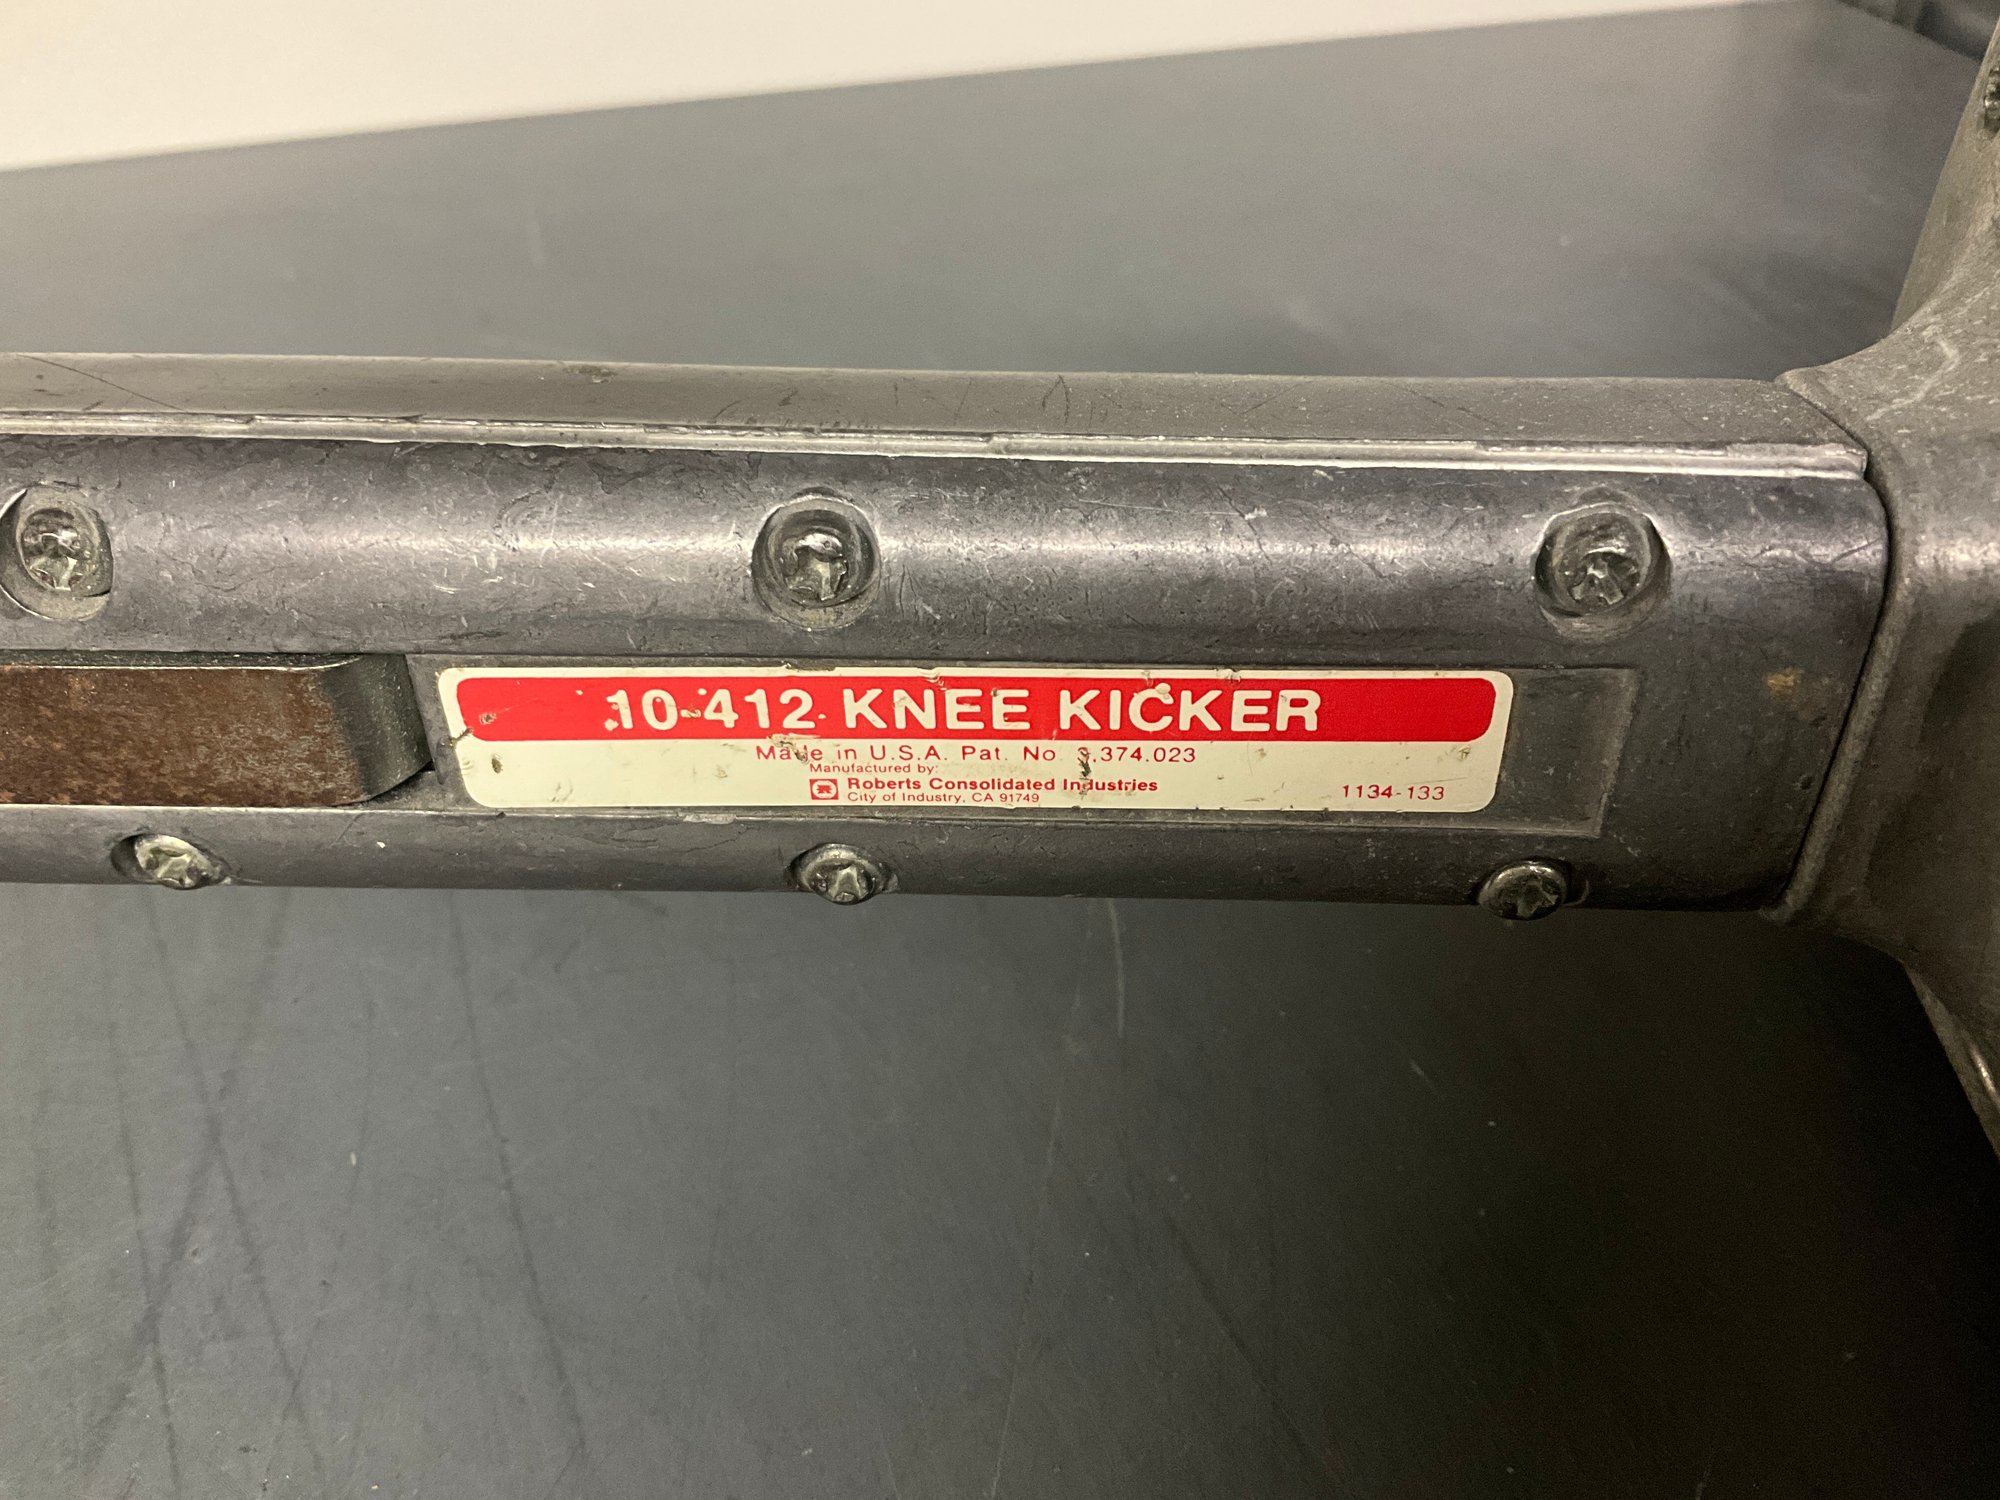 10-412 KNEE KICKER
Made in U.S.A. Pat. No. 3,374.023
Manufactured by:
Roberts Consolidated Industries
City of Industry, CA 91749
1134-133